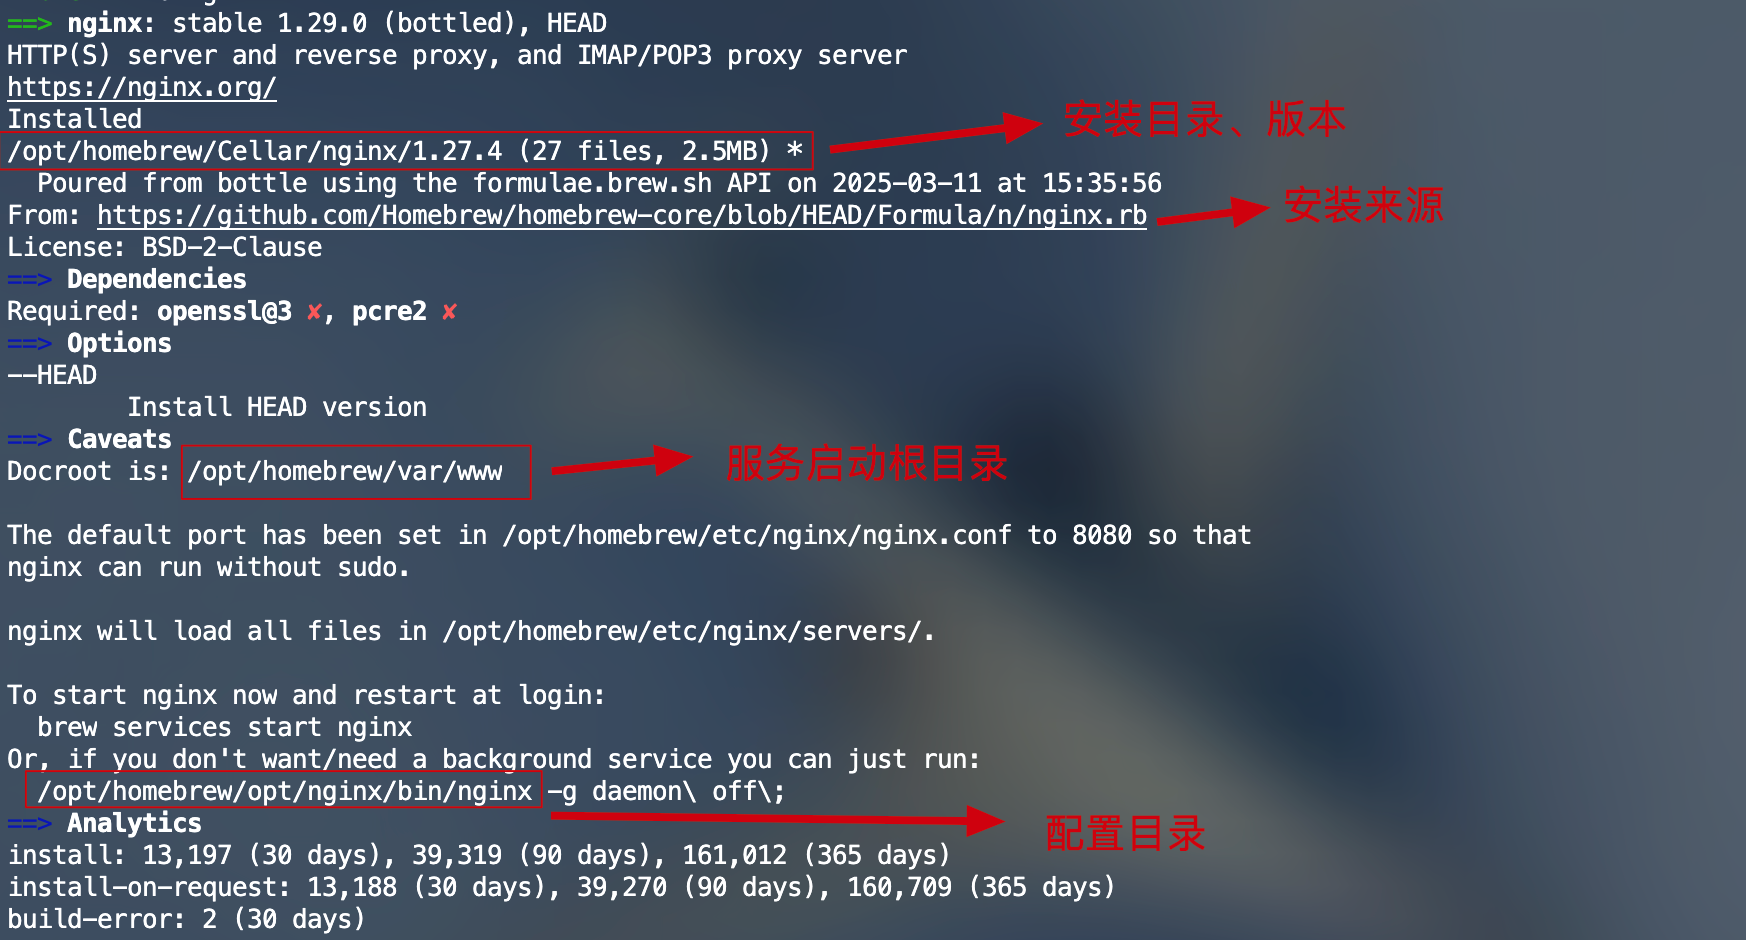 ==> nginx: stable 1.29.0 (bottled), HEAD
HTTP(S) server and reverse proxy, and IMAP/POP3 proxy server
https://nginx.org/
Installed
安装目录、版本
/opt/homebrew/Cellar/nginx/1.27.4 (27 files, 2.5MB) *
  Poured from bottle using the formulae.brew.sh API on 2025-03-11 at 15:35:56
From: https://github.com/Homebrew/homebrew-core/blob/HEAD/Formula/n/nginx.rb
安装来源
License: BSD-2-Clause
==> Dependencies
Required: openssl@3 ✘, pcre2 ✘
==> Options
--HEAD
        Install HEAD version
==> Caveats
Docroot is: /opt/homebrew/var/www
服务启动根目录
The default port has been set in /opt/homebrew/etc/nginx/nginx.conf to 8080 so that
nginx can run without sudo.
nginx will load all files in /opt/homebrew/etc/nginx/servers/.
To start nginx now and restart at login:
  brew services start nginx
Or, if you don't want/need a background service you can just run:
  /opt/homebrew/opt/nginx/bin/nginx -g daemon\ off\;
==> Analytics
配置目录
install: 13,197 (30 days), 39,319 (90 days), 161,012 (365 days)
install-on-request: 13,188 (30 days), 39,270 (90 days), 160,709 (365 days)
build-error: 2 (30 days)